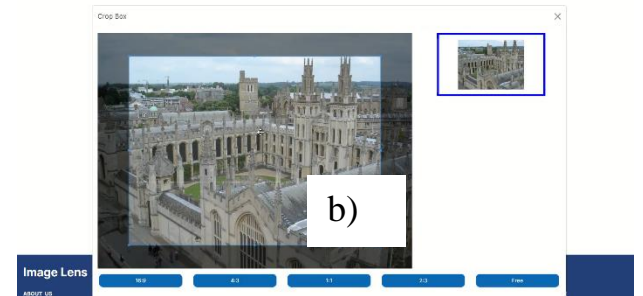 Crop Box
b)
16:9
4:3
1:1
2:3
Free
Image Lens
ABOUT US